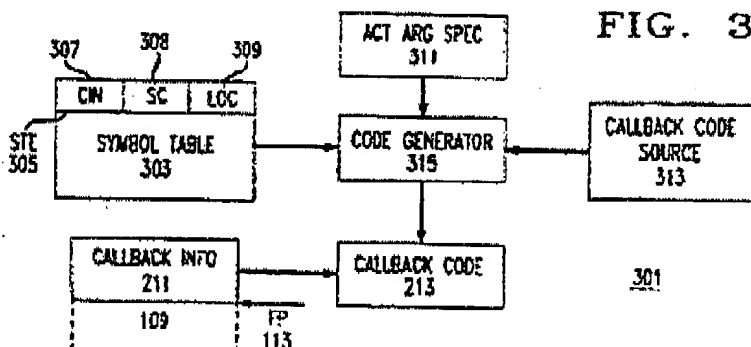 FIG. 3
307
308
309
CIN
SC
LOC
STE
305
SYMBOL TABLE
303
ACT ARG SPEC
311
CODE GENERATOR
315
CALLBACK CODE
SOURCE
313
CALLBACK INFO
211
CALLBACK CODE
213
301
109
FP
113